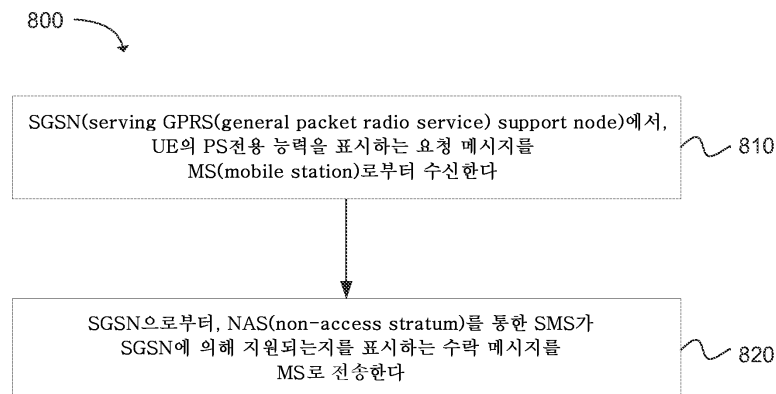 800
SGSN(serving GPRS(general packet radio service) support node)에서,
UE의 PS전용 능력을 표시하는 요청 메시지를
MS(mobile station)로부터 수신한다
810
SGSN으로부터, NAS(non-access stratum)를 통한 SMS가
SGSN에 의해 지원되는지를 표시하는 수락 메시지를
MS로 전송한다
820